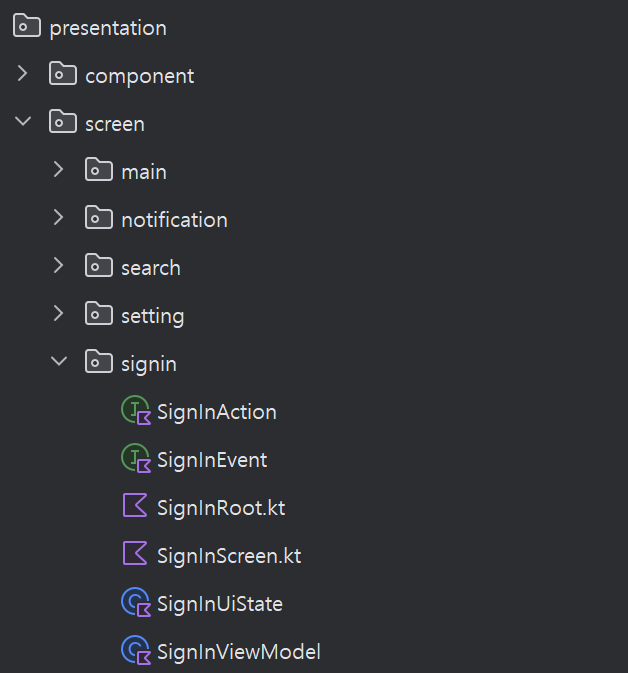 presentation
component
screen
main
notification
search
setting
signin
SignInAction
SignInEvent
SignInRoot.kt
SignInScreen.kt
SignInUiState
SignInViewModel